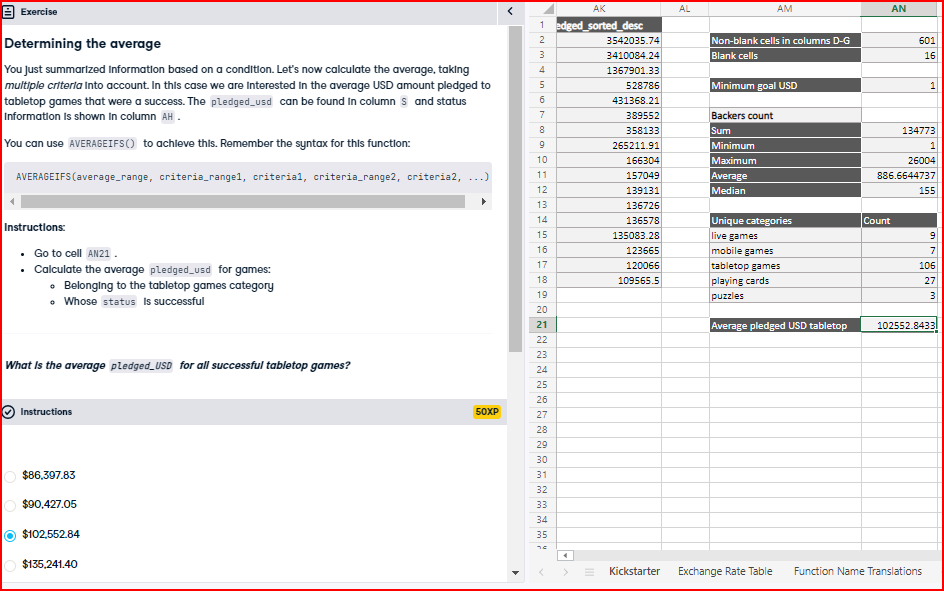 Exercise
Determining the average
You just summarized information based on a condition. Let's now calculate the average, taking
multiple criteria into account. In this case we are interested in the average USD amount pledged to
tabletop games that were a success. The pledged_usd can be found in column S and status
information is shown in column AH .
You can use AVERAGEIFS() to achieve this. Remember the syntax for this function:
AVERAGEIFS(average_range, criteria_range1, criteria1, criteria_range2, criteria2, ...)
Instructions:
Go to cell AN21 .
Calculate the average pledged_usd for games:
Belonging to the tabletop games category
Whose status is successful
What is the average pledged_USD for all successful tabletop games?
Instructions
50XP
$86,397.83
$90,427.05
$102,552.84
$135,241.40
AK AL AM AN
1 edged_sorted_desc
2 3542035.74 Non-blank cells in columns D-G 601
3 3410084.24 Blank cells 16
4 1367901.33
5 528786 Minimum goal USD 1
6 431368.21
7 389552 Backers count
8 358133 Sum 134773
9 265211.91 Minimum 1
10 166304 Maximum 26004
11 157049 Average 886.6644737
12 139131 Median 155
13 136726
14 136578 Unique categories Count
15 135083.28 live games 9
16 123665 mobile games 7
17 120066 tabletop games 106
18 109565.5 playing cards 27
19 puzzles 3
20
21 Average pledged USD tabletop 102552.8433
22
23
24
25
26
27
28
29
30
31
32
33
34
35
36
Kickstarter Exchange Rate Table Function Name Translations